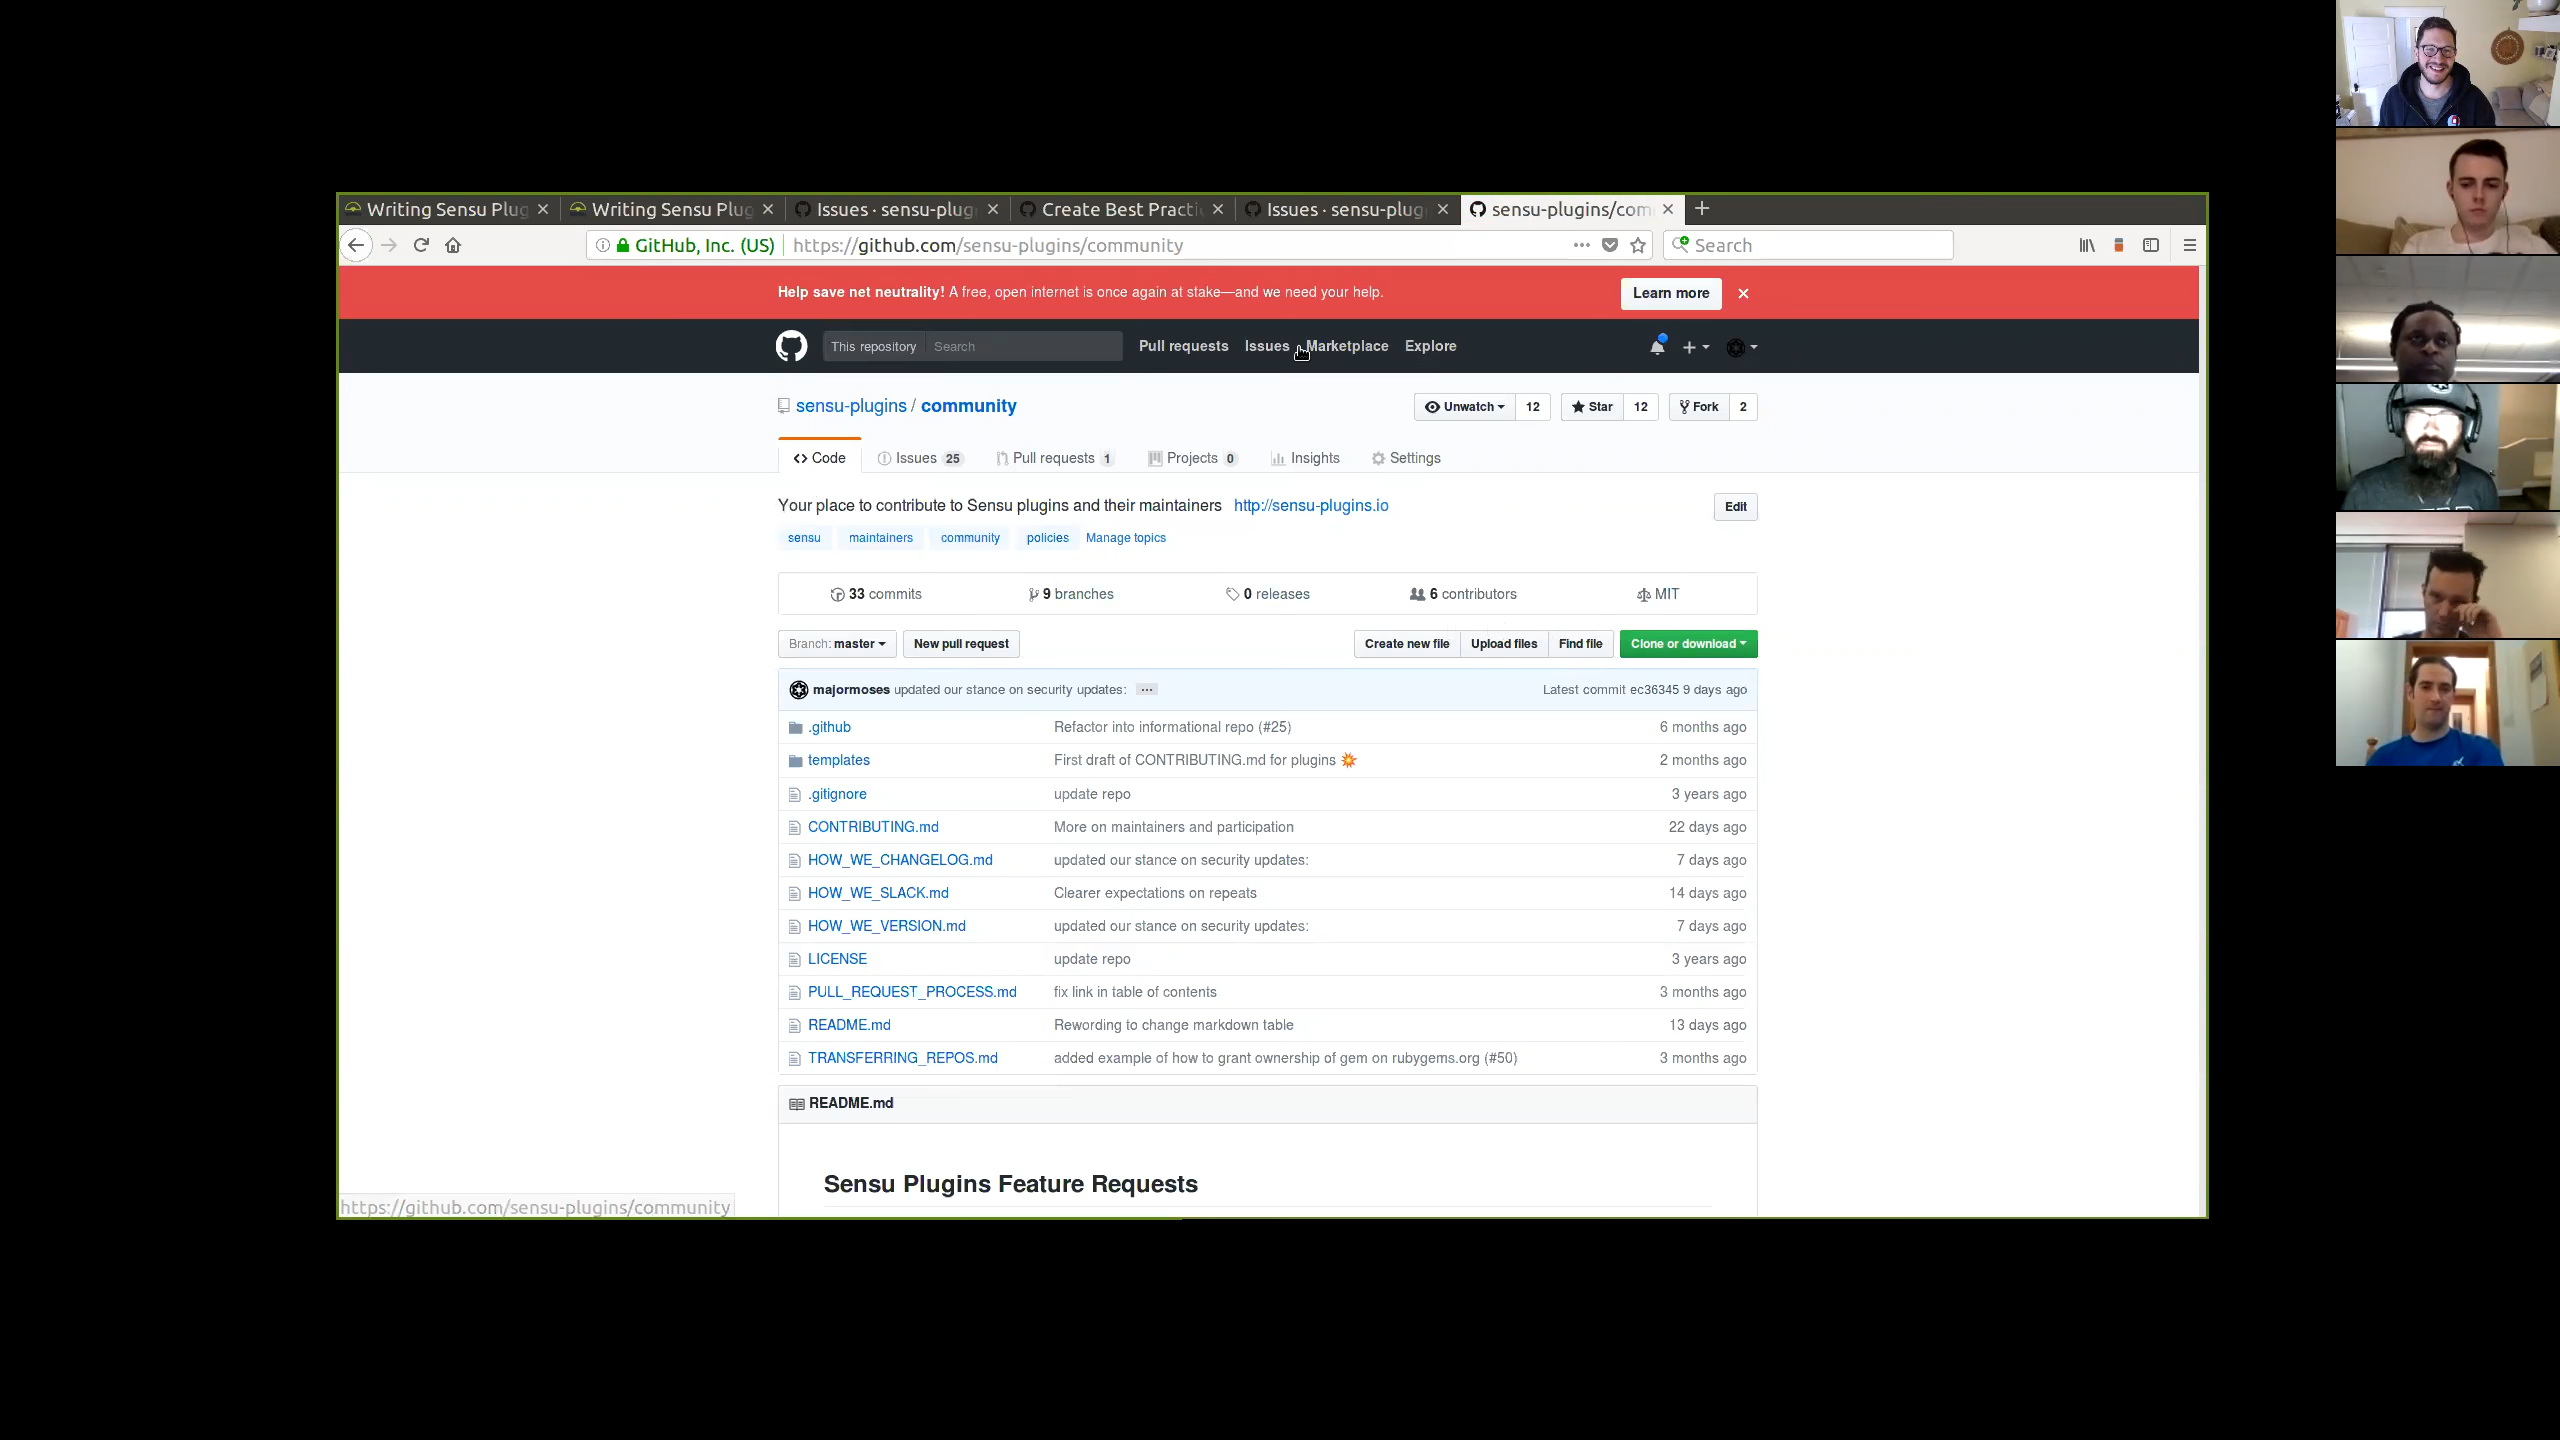 Writing Sensu Plug
Writing Sensu Plug
Issues · sensu-plug
Create Best Practi
Issues · sensu-plug
sensu-plugins/com
GitHub, Inc. (US)
https://github.com/sensu-plugins/community
Search
Help save net neutrality! A free, open internet is once again at stake—and we need your help.
Learn more
This repository
Search
Pull requests
Issues
Marketplace
Explore
sensu-plugins / community
Unwatch 12
Star 12
Fork 2
Code
Issues 25
Pull requests 1
Projects 0
Insights
Settings
Your place to contribute to Sensu plugins and their maintainers http://sensu-plugins.io
Edit
sensu maintainers community policies Manage topics
33 commits
9 branches
0 releases
6 contributors
MIT
Branch: master
New pull request
Create new file
Upload files
Find file
Clone or download
majormoses updated our stance on security updates: ...
Latest commit ec36345 9 days ago
.github Refactor into informational repo (#25) 6 months ago
templates First draft of CONTRIBUTING.md for plugins 💥 2 months ago
.gitignore update repo 3 years ago
CONTRIBUTING.md More on maintainers and participation 22 days ago
HOW_WE_CHANGELOG.md updated our stance on security updates: 7 days ago
HOW_WE_SLACK.md Clearer expectations on repeats 14 days ago
HOW_WE_VERSION.md updated our stance on security updates: 7 days ago
LICENSE update repo 3 years ago
PULL_REQUEST_PROCESS.md fix link in table of contents 3 months ago
README.md Rewording to change markdown table 13 days ago
TRANSFERRING_REPOS.md added example of how to grant ownership of gem on rubygems.org (#50) 3 months ago
README.md
Sensu Plugins Feature Requests
https://github.com/sensu-plugins/community